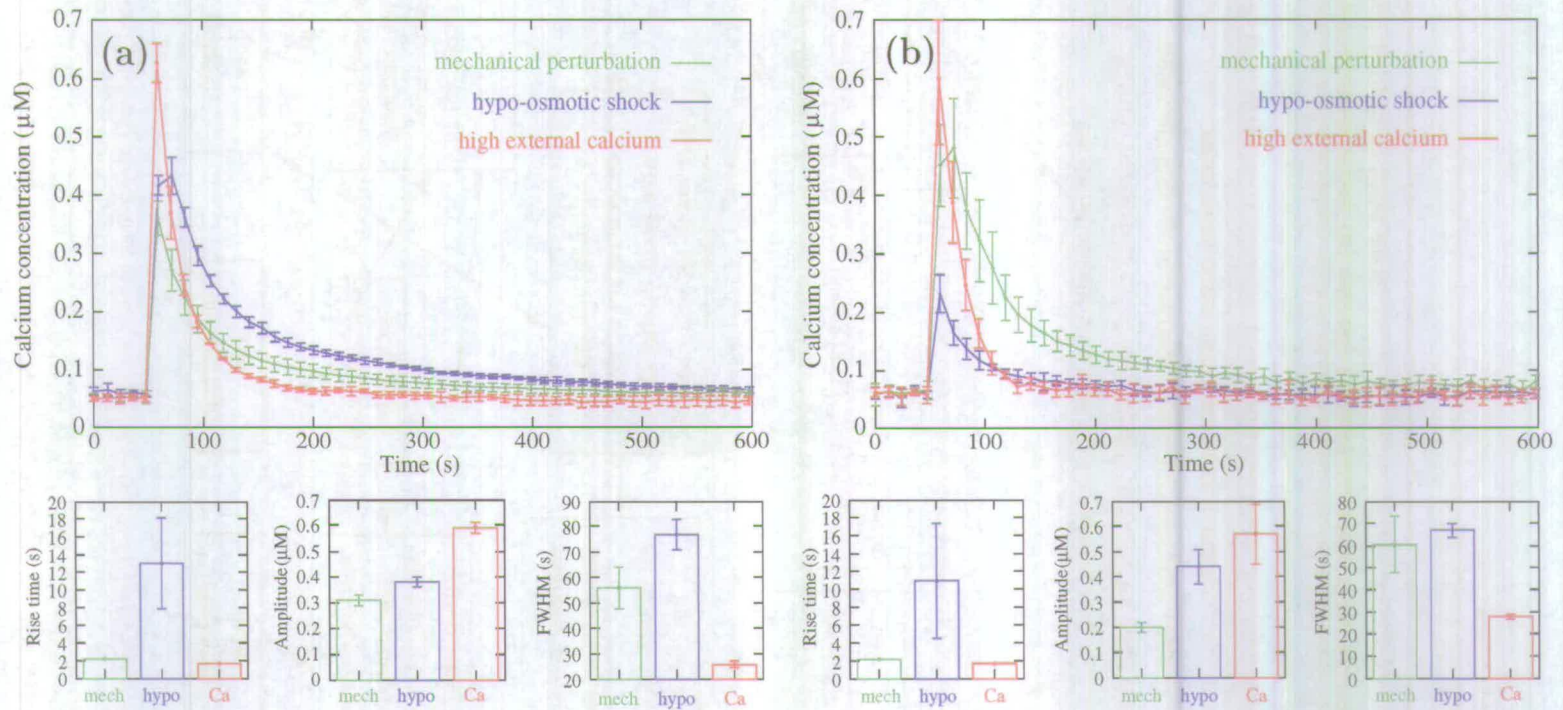 (a)
mechanical perturbation
hypo-osmotic shock
high external calcium
Calcium concentration (μM)
0.7
0.6
0.5
0.4
0.3
0.2
0.1
0
0 100 200 300 400 500 600
Time (s)
(b)
mechanical perturbation
hypo-osmotic shock
high external calcium
Calcium concentration (μM)
0.7
0.6
0.5
0.4
0.3
0.2
0.1
0
0 100 200 300 400 500 600
Time (s)
Rise time (s)
20
18
16
14
12
10
8
6
4
2
0
mech hypo Ca
Amplitude (μM)
0.7
0.6
0.5
0.4
0.3
0.2
0.1
0
mech hypo Ca
FWHM (s)
90
80
70
60
50
40
30
20
mech hypo Ca
Rise time (s)
20
18
16
14
12
10
8
6
4
2
0
mech hypo Ca
Amplitude (μM)
0.7
0.6
0.5
0.4
0.3
0.2
0.1
0
mech hypo Ca
FWHM (s)
80
70
60
50
40
30
20
10
0
mech hypo Ca